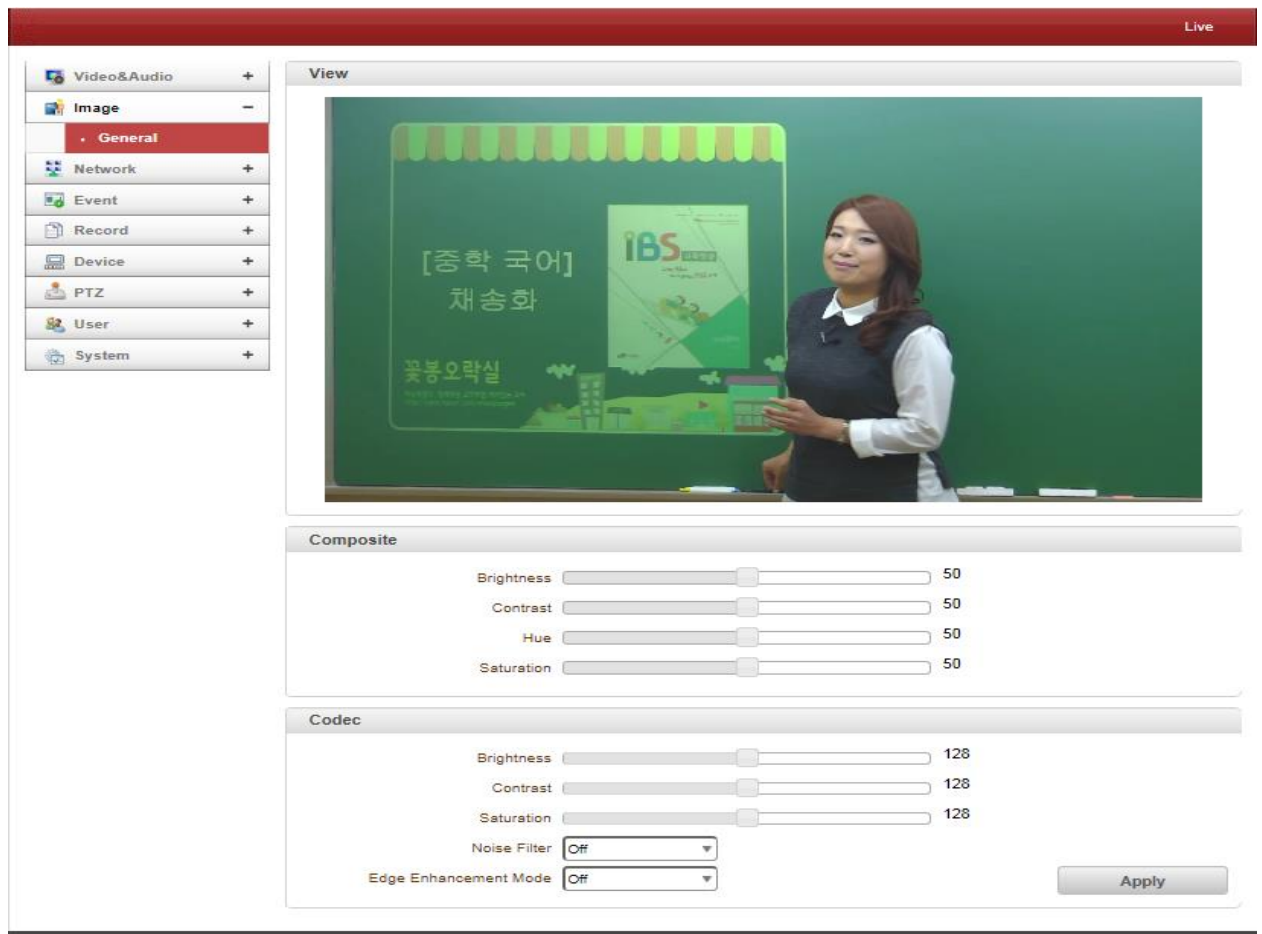 Live
Video&Audio +
Image -
General
Network +
Event +
Record +
Device +
PTZ +
User +
System +
View
iBS
[중학 국어]
채송화
꽃봉오락실
Composite
Brightness 50
Contrast 50
Hue 50
Saturation 50
Codec
Brightness 128
Contrast 128
Saturation 128
Noise Filter Off
Edge Enhancement Mode Off
Apply